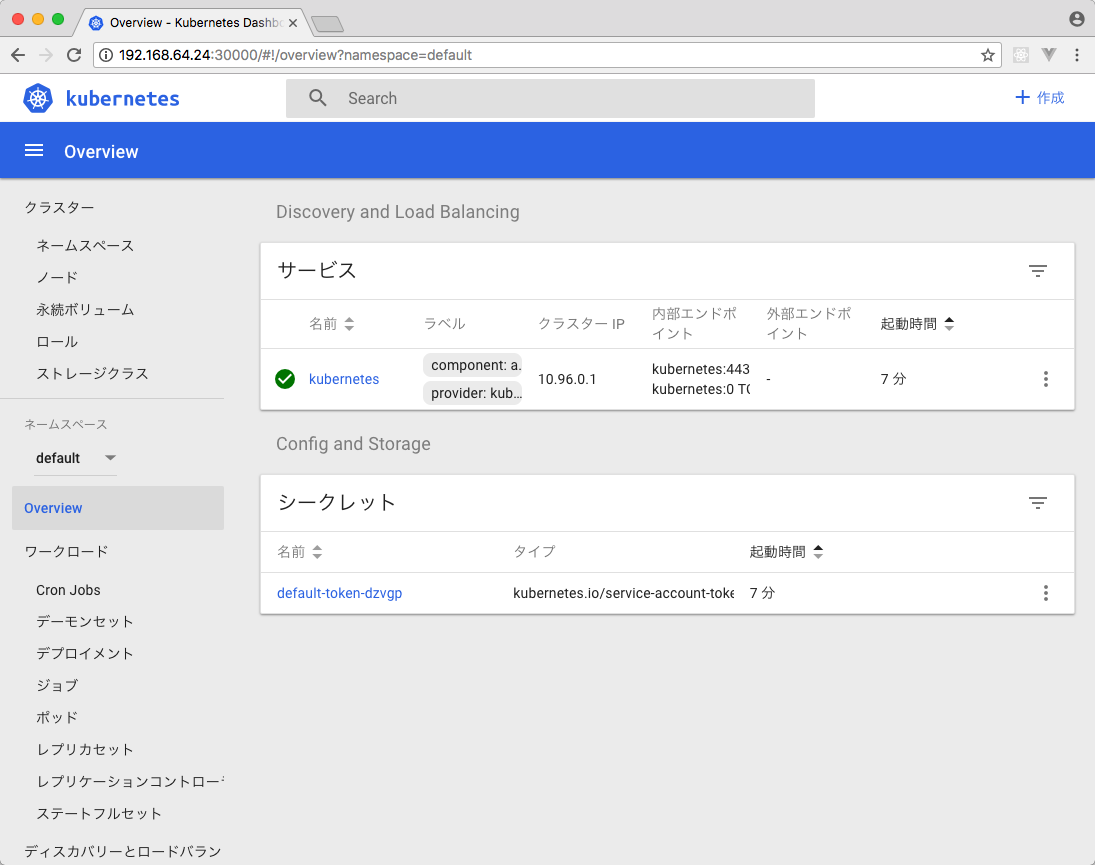 Overview - Kubernetes Dashbo
192.168.64.24:30000/#!/overview?namespace=default
kubernetes
Search
作成
Overview
クラスター
ネームスペース
ノード
永続ボリューム
ロール
ストレージクラス
ネームスペース
default
Overview
ワークロード
Cron Jobs
デーモンセット
デプロイメント
ジョブ
ポッド
レプリカセット
レプリケーションコントローラ
ステートフルセット
ディスカバリーとロードバラン
Discovery and Load Balancing
サービス
名前
ラベル
クラスター IP
内部エンドポ
イント
外部エンドポ
イント
起動時間
kubernetes
component: a.
provider: kub...
10.96.0.1
kubernetes:443
kubernetes:0 TC
-
7 分
Config and Storage
シークレット
名前
タイプ
起動時間
default-token-dzvgp
kubernetes.io/service-account-toke
7 分